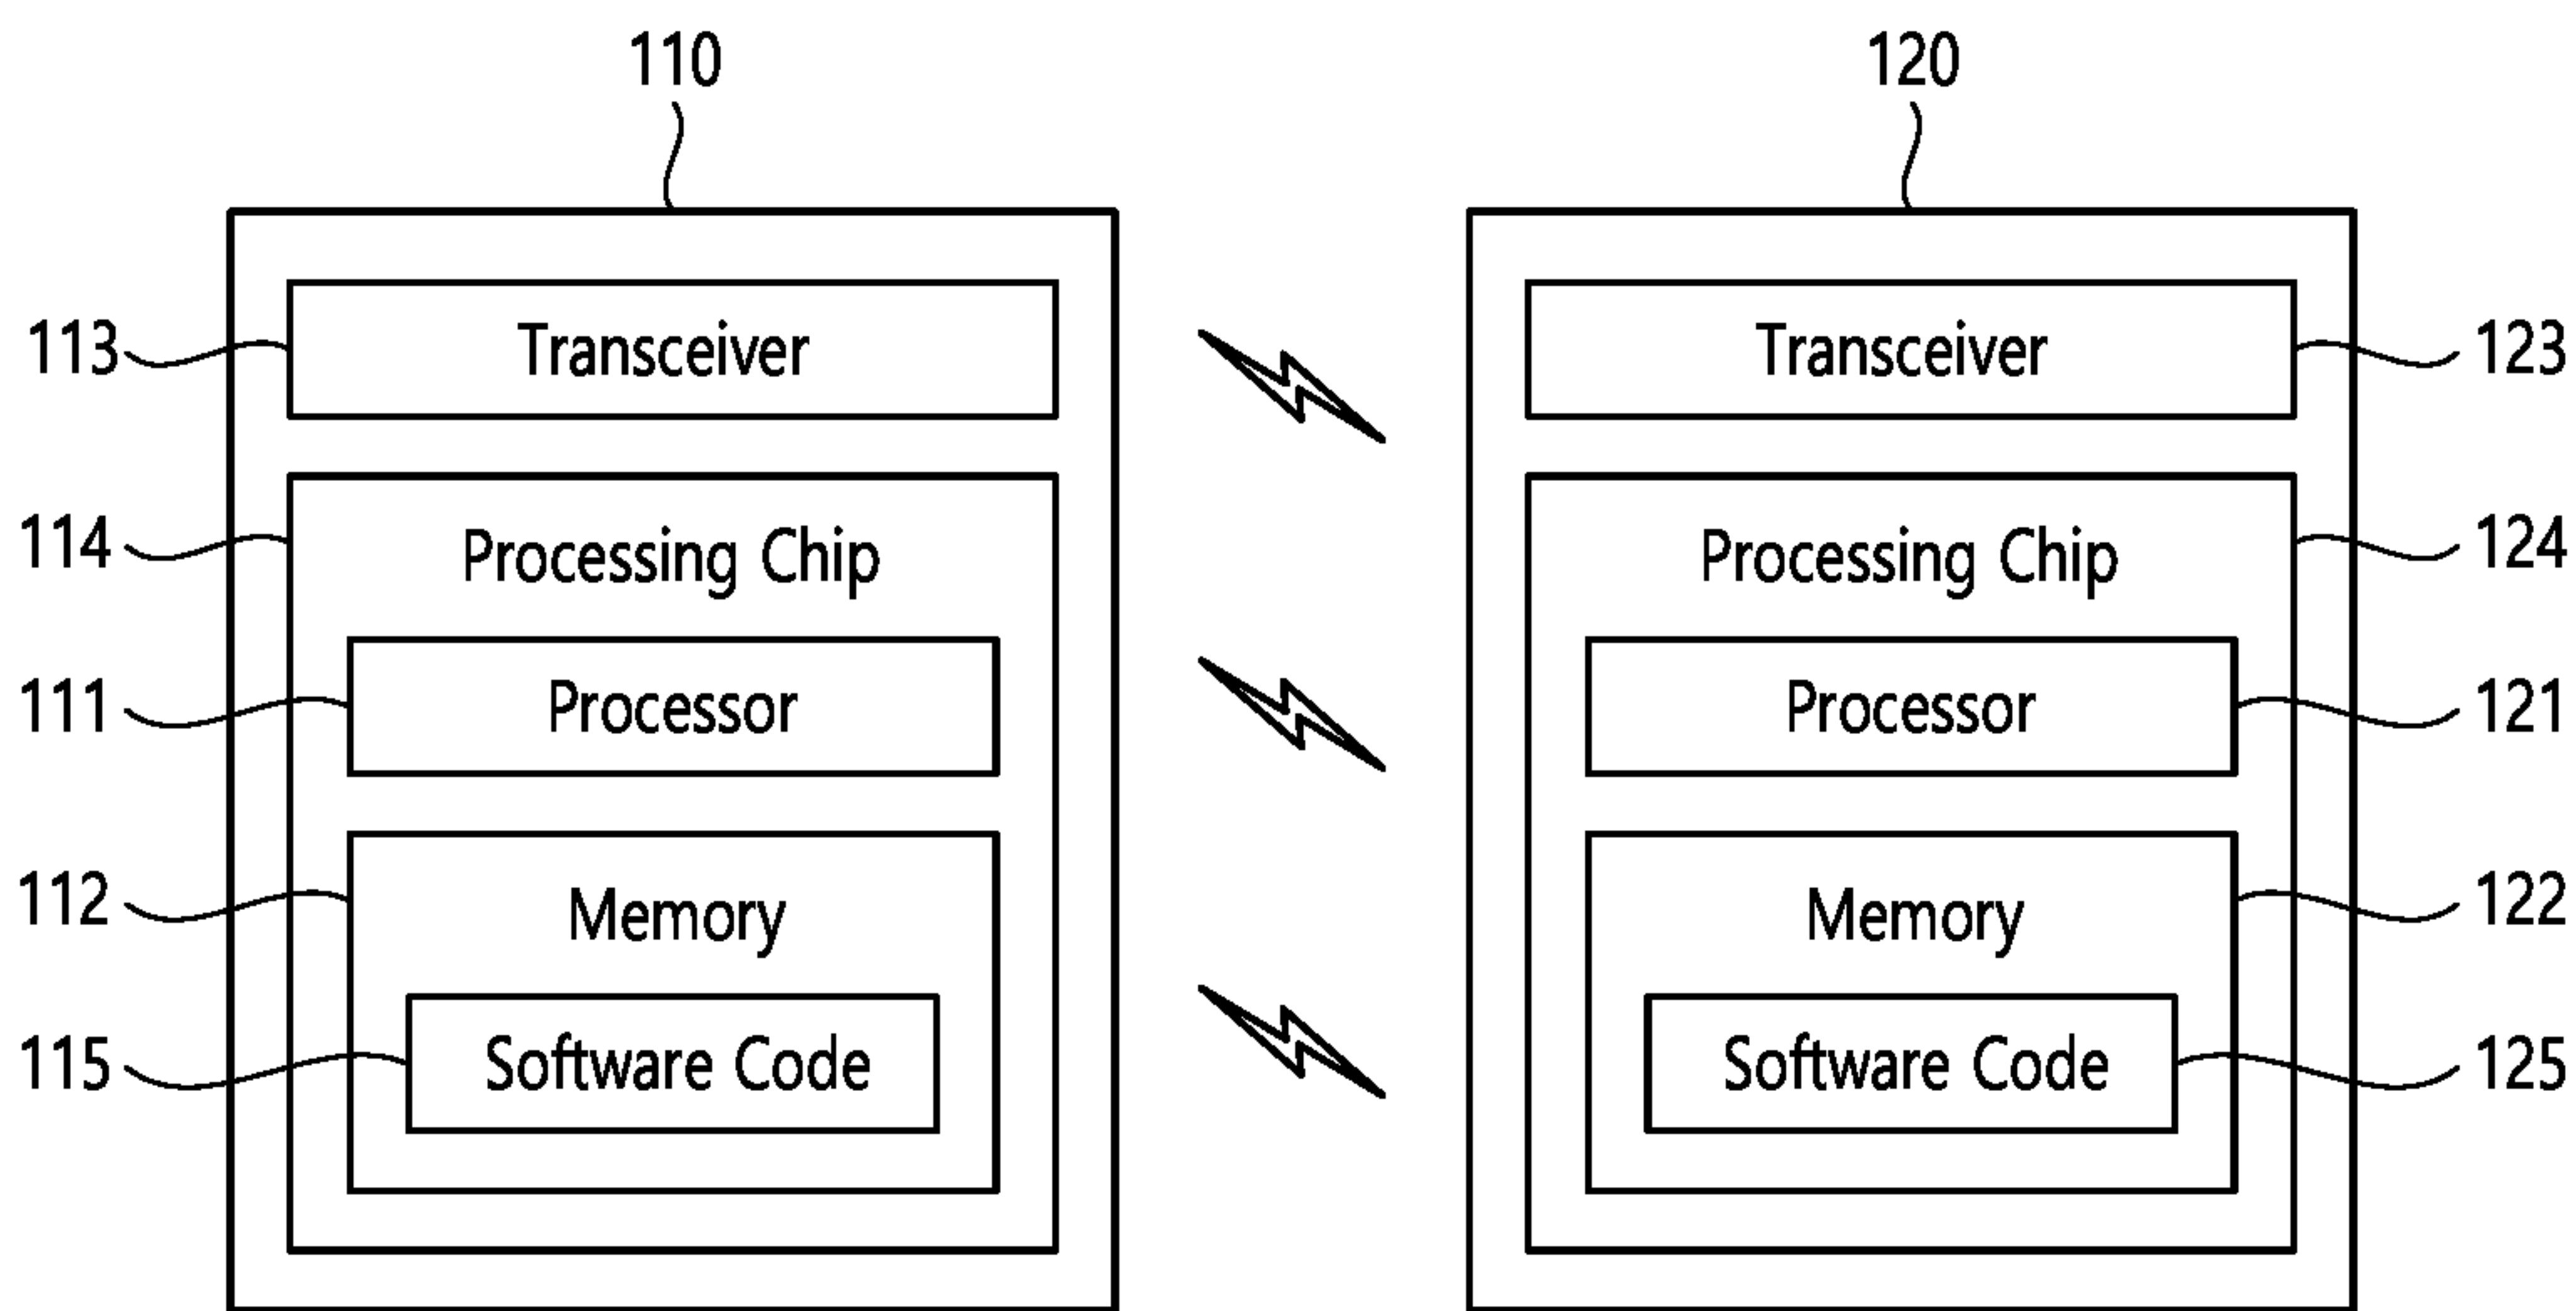 110
120
113
Transceiver
Transceiver
123
114
Processing Chip
Processing Chip
124
111
Processor
Processor
121
112
Memory
Memory
122
115
Software Code
Software Code
125